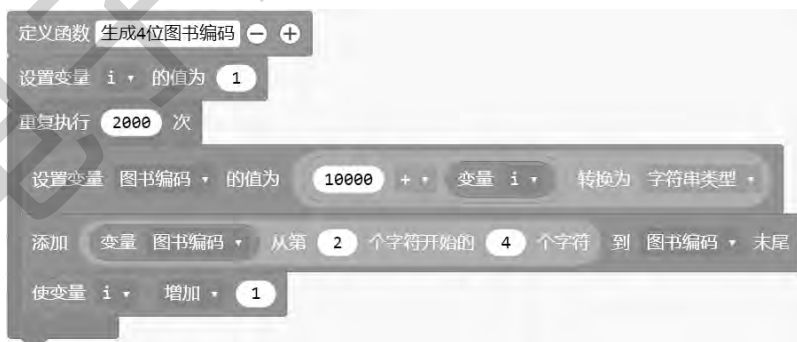 定义函数 生成4位图书编码
设置变量 i 的值为 1
重复执行 2000 次
设置变量 图书编码 的值为 10000 + 变量 i 转换为 字符串类型
添加 变量 图书编码 从第 2 个字符开始的 4 个字符 到 图书编码 末尾
使变量 i 增加 1